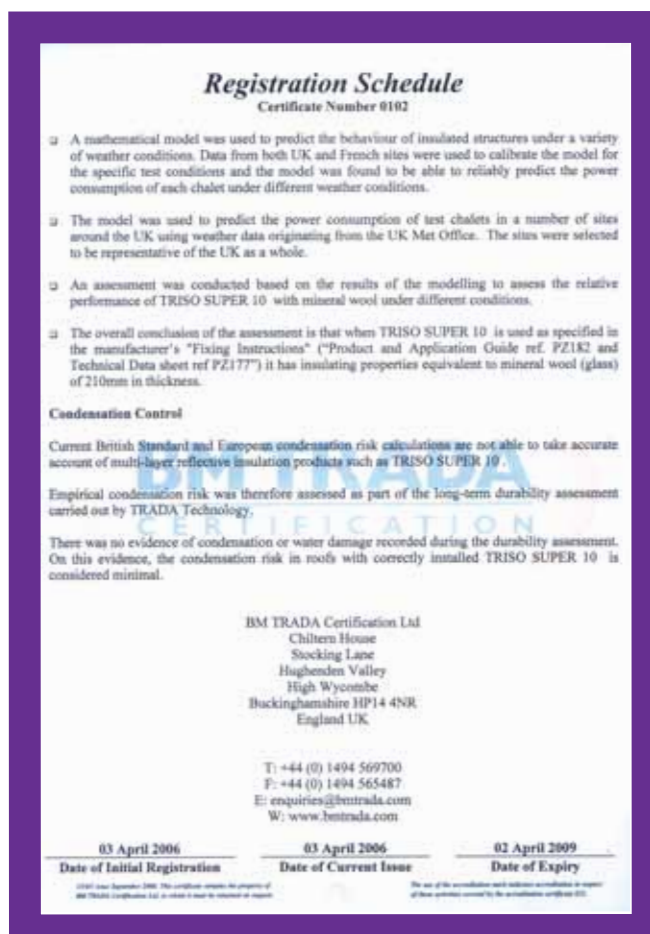 Registration Schedule
Certificate Number 0102
❑ A mathematical model was used to predict the behaviour of insulated structures under a variety
of weather conditions. Data from both UK and French sites were used to calibrate the model for
the specific test conditions and the model was found to be able to reliably predict the power
consumption of each chalet under different weather conditions.
❑ The model was used to predict the power consumption of test chalets in a number of sites
around the UK using weather data originating from the UK Met Office. The sites were selected
to be representative of the UK as a whole.
❑ An assessment was conducted based on the results of the modelling to assess the relative
performance of TRISO SUPER 10 with mineral wool under different conditions.
❑ The overall conclusion of the assessment is that when TRISO SUPER 10 is used as specified in
the manufacturer's "Fixing Instructions" ("Product and Application Guide ref. PZ182 and
Technical Data sheet ref PZ177") it has insulating properties equivalent to mineral wool (glass)
of 210mm in thickness.
Condensation Control
Current British Standard and European condensation risk calculations are not able to take accurate
account of multi-layer reflective insulation products such as TRISO SUPER 10 .
BM TRADA
Empirical condensation risk was therefore assessed as part of the long-term durability assessment
carried out by TRADA Technology.
CERTIFICATION
There was no evidence of condensation or water damage recorded during the durability assessment.
On this evidence, the condensation risk in roofs with correctly installed TRISO SUPER 10 is
considered minimal.
BM TRADA Certification Ltd
Chiltern House
Stocking Lane
Hughenden Valley
High Wycombe
Buckinghamshire HP14 4NR
England UK
T: +44 (0) 1494 569700
F: +44 (0) 1494 565487
E: enquiries@bmtrada.com
W: www.bmtrada.com
03 April 2006 03 April 2006 02 April 2009
Date of Initial Registration Date of Current Issue Date of Expiry